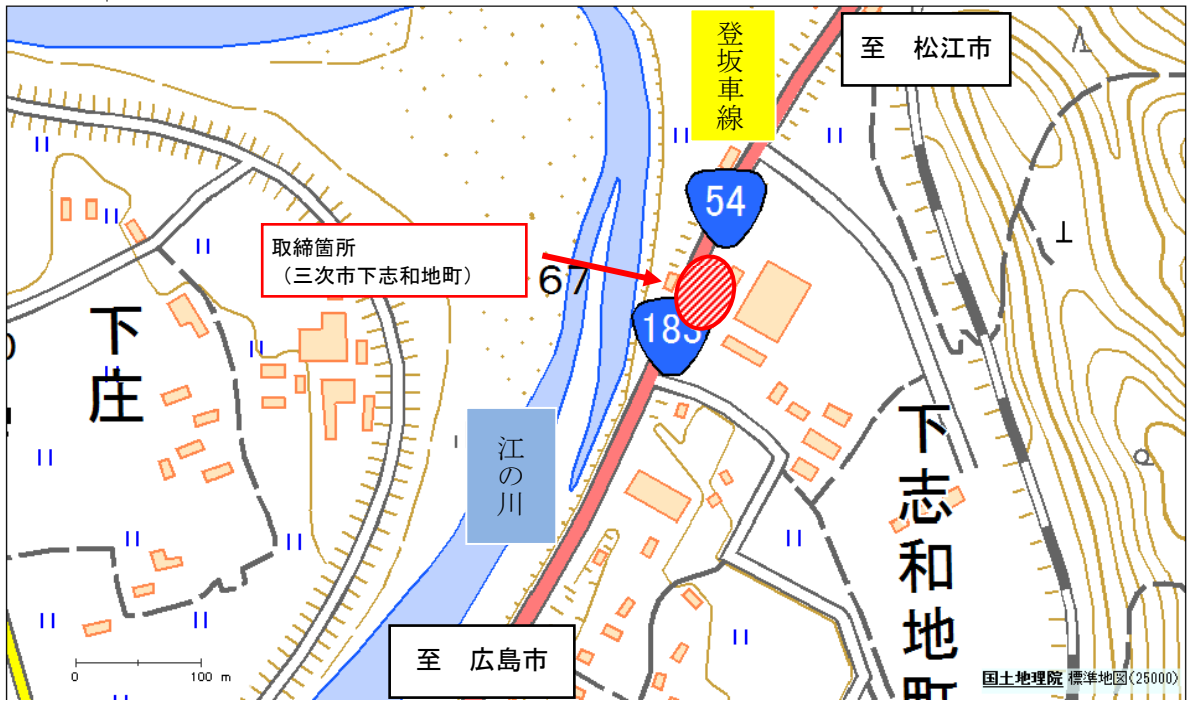 登坂車線
至 松江市
54
取締箇所
（三次市下志和地町）
67
183
下庄
江の川
下志和地町
至 広島市
0 100 m
国土地理院 標準地図(25000)